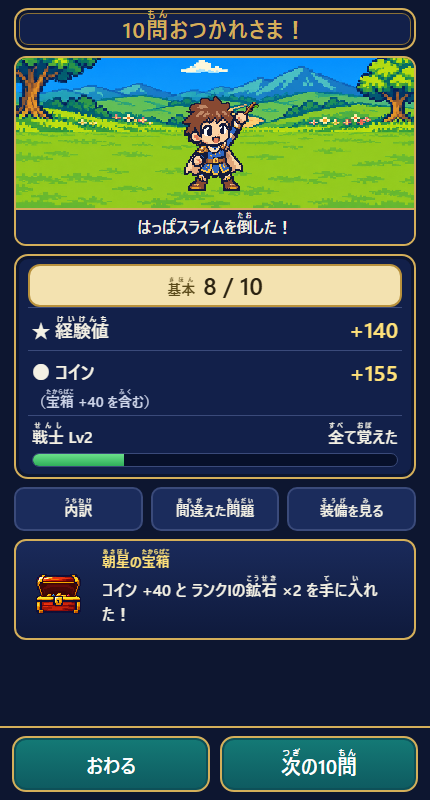 10問おつかれさま！
はっぱスライムを倒した！
基本 8 / 10
★ 経験値 +140
● コイン +155
（宝箱 +40 を含む）
戦士 Lv2 全て覚えた
内訳 間違えた問題 装備を見る
朝星の宝箱
コイン +40 と ランクIの鉱石 ×2 を手に入れ
た！
おわる 次の10問